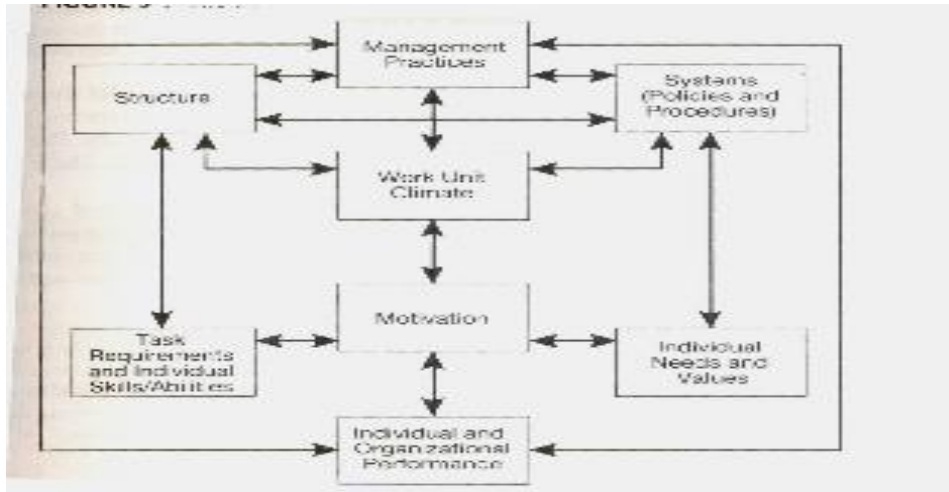 Management
Practices
Structure
Systems
(Policies and
Procedures)
Work Unit
Climate
Motivation
Task
Requirements
and Individual
Skills/Abilities
Individual
Needs and
Values
Individual and
Organizational
Performance